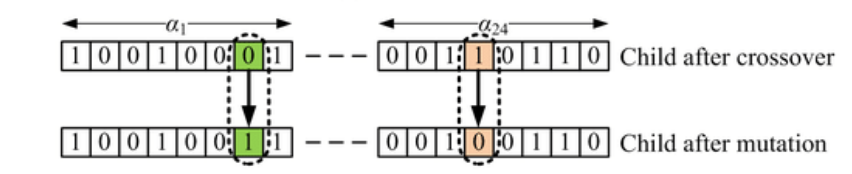 α1 α24
1 0 0 1 0 0 0 1 0 0 1 1 0 1 1 0 Child after crossover
1 0 0 1 0 0 1 1 0 0 1 0 0 1 1 0 Child after mutation